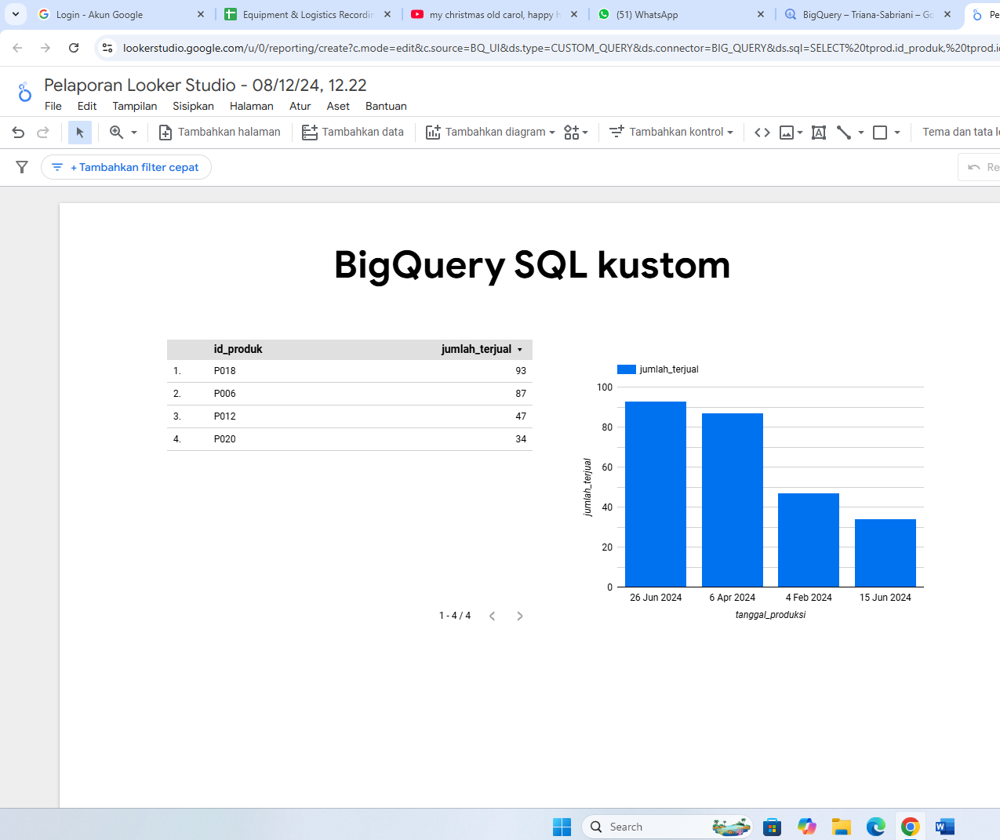 Login - Akun Google
Equipment & Logistics Recordin
my christmas old carol, happy h
(51) WhatsApp
BigQuery – Triana-Sabriani – Go
Pe
lookerstudio.google.com/u/0/reporting/create?c.mode=edit&c.source=BQ_UI&ds.type=CUSTOM_QUERY&ds.connector=BIG_QUERY&ds.sql=SELECT%20tprod.id_produk,%20tprod.id
Pelaporan Looker Studio - 08/12/24, 12.22
File Edit Tampilan Sisipkan Halaman Atur Aset Bantuan
Tambahkan halaman Tambahkan data Tambahkan diagram Tambahkan kontrol Tema dan tata le
+ Tambahkan filter cepat
Re
BigQuery SQL kustom
id_produk jumlah_terjual
1. P018 93
2. P006 87
3. P012 47
4. P020 34
1 - 4 / 4
jumlah_terjual
100
80
60
40
20
0
jumlah_terjual
26 Jun 2024 6 Apr 2024 4 Feb 2024 15 Jun 2024
tanggal_produksi
Search